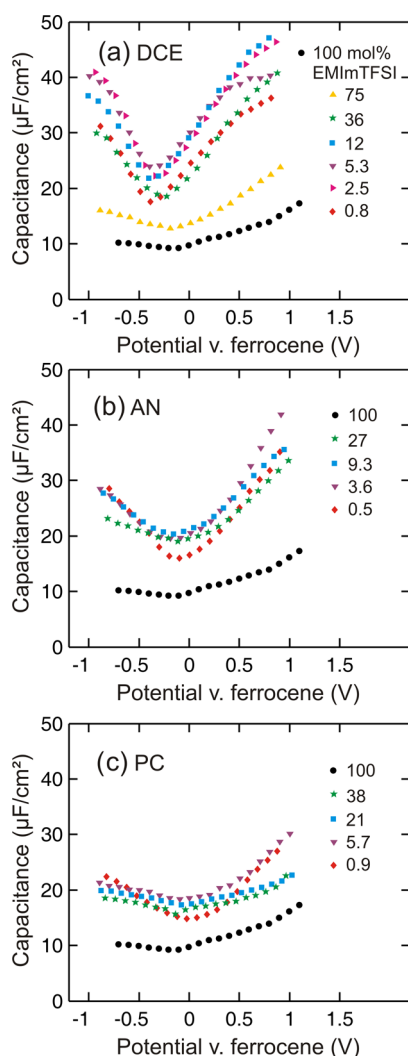 (a) DCE
100 mol%
EMImTFSI
75
36
12
5.3
2.5
0.8
Capacitance (µF/cm²)
50
40
30
20
10
0
-1 -0.5 0 0.5 1 1.5
Potential v. ferrocene (V)
(b) AN
100
27
9.3
3.6
0.5
Capacitance (µF/cm²)
50
40
30
20
10
0
-1 -0.5 0 0.5 1 1.5
Potential v. ferrocene (V)
(c) PC
100
38
21
5.7
0.9
Capacitance (µF/cm²)
50
40
30
20
10
0
-1 -0.5 0 0.5 1 1.5
Potential v. ferrocene (V)